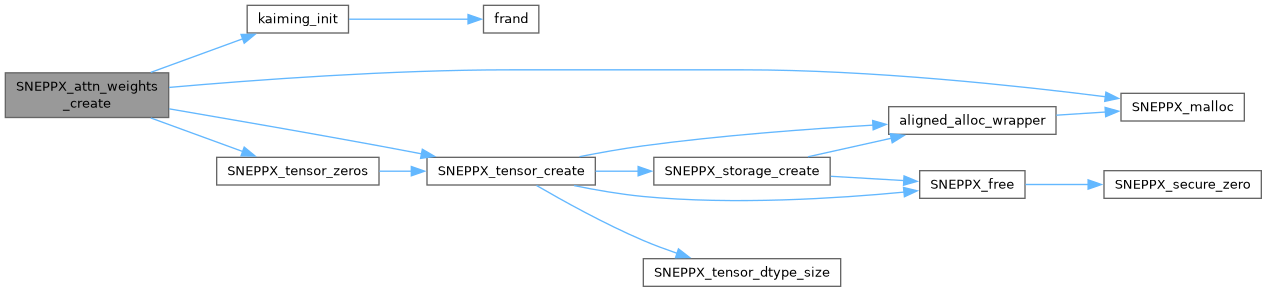 kaiming_init
frand
SNEPPX_attn_weights
_create
SNEPPX_malloc
aligned_alloc_wrapper
SNEPPX_tensor_zeros
SNEPPX_tensor_create
SNEPPX_storage_create
SNEPPX_free
SNEPPX_secure_zero
SNEPPX_tensor_dtype_size